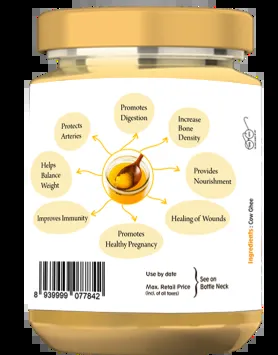 Promotes
Digestion
Protects
Arteries
Increase
Bone
Density
Helps
Balance
Weight
Provides
Nourishment
Improves Immunity
Healing of Wounds
Promotes
Healthy Pregnancy
Ingredients : Cow Ghee
8 939999 077842
Use by date
Max. Retail Price
(incl. of all taxes)
See on
Bottle Neck